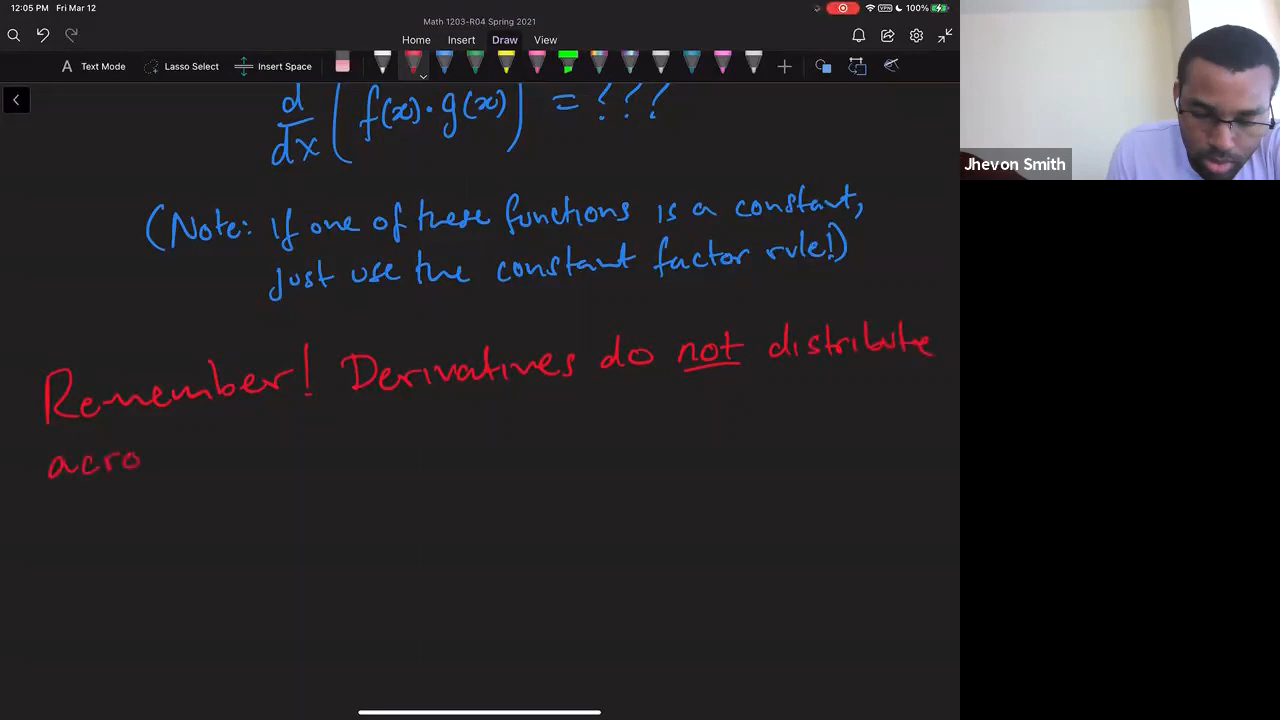 12:05 PM Fri Mar 12
100%
Math 1203-R04 Spring 2021
Home Insert Draw View
Text Mode Lasso Select Insert Space
d/dx ( f(x) · g(x) ) = ???
(Note: If one of these functions is a constant,
just use the constant factor rule!)
Remember! Derivatives do not distribute
acro
Jhevon Smith